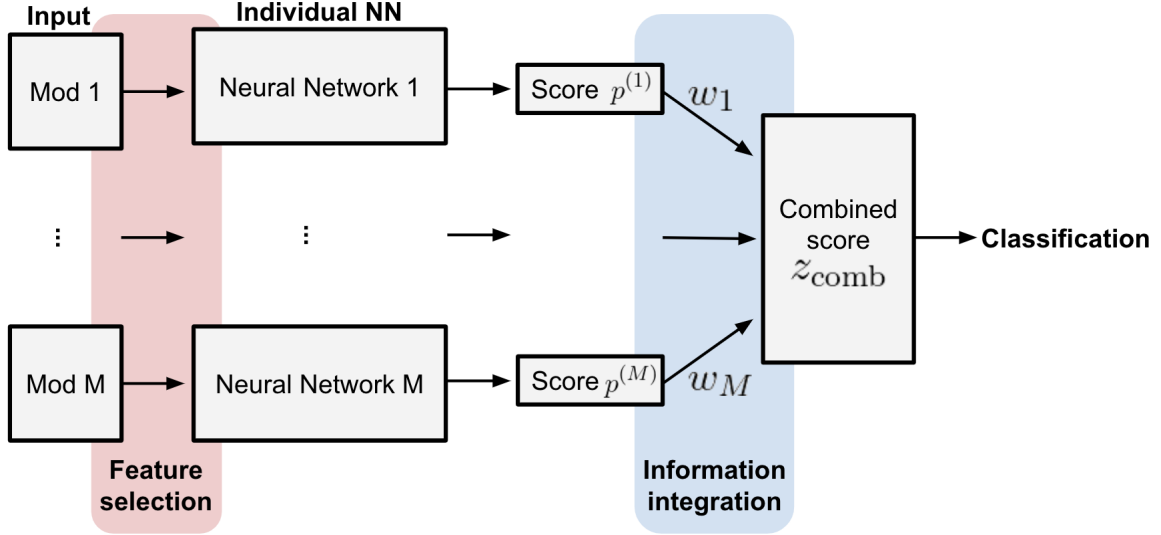 Input
Individual NN
Mod 1
Neural Network 1
Score p^(1)
w_1
⋮
⋮
Combined
score
z_comb
Classification
Mod M
Neural Network M
Score p^(M)
w_M
Feature
selection
Information
integration